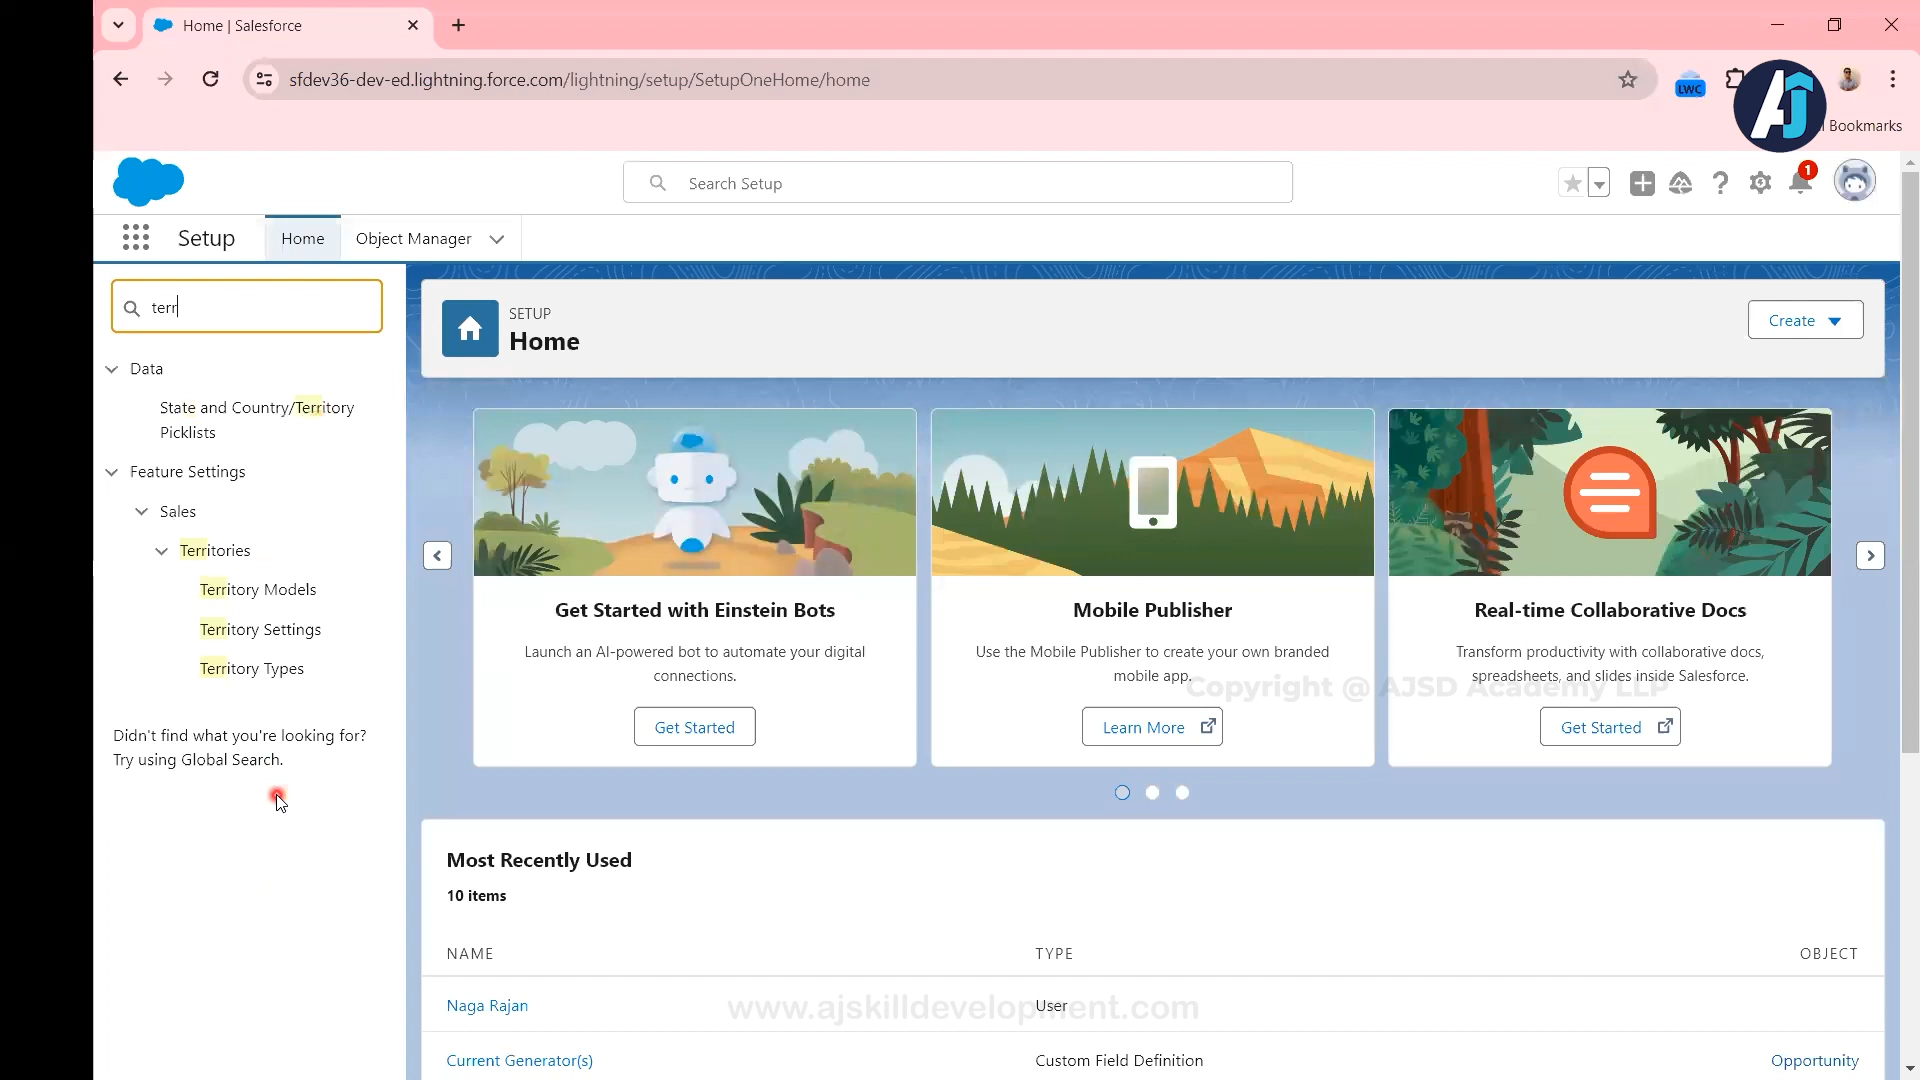 Home | Salesforce
sfdev36-dev-ed.lightning.force.com/lightning/setup/SetupOneHome/home
LWC
AJ
Bookmarks
Search Setup
1
Setup
Home
Object Manager
terr
Data
State and Country/Territory
Picklists
Feature Settings
Sales
Territories
Territory Models
Territory Settings
Territory Types
Didn't find what you're looking for?
Try using Global Search.
SETUP
Home
Create
Get Started with Einstein Bots
Launch an AI-powered bot to automate your digital
connections.
Get Started
Mobile Publisher
Use the Mobile Publisher to create your own branded
mobile app.
Learn More
Real-time Collaborative Docs
Transform productivity with collaborative docs,
spreadsheets, and slides inside Salesforce.
Get Started
Copyright @ AJSD Academy LLP
Most Recently Used
10 items
NAME TYPE OBJECT
Naga Rajan User
www.ajskilldevelopment.com
Current Generator(s) Custom Field Definition Opportunity